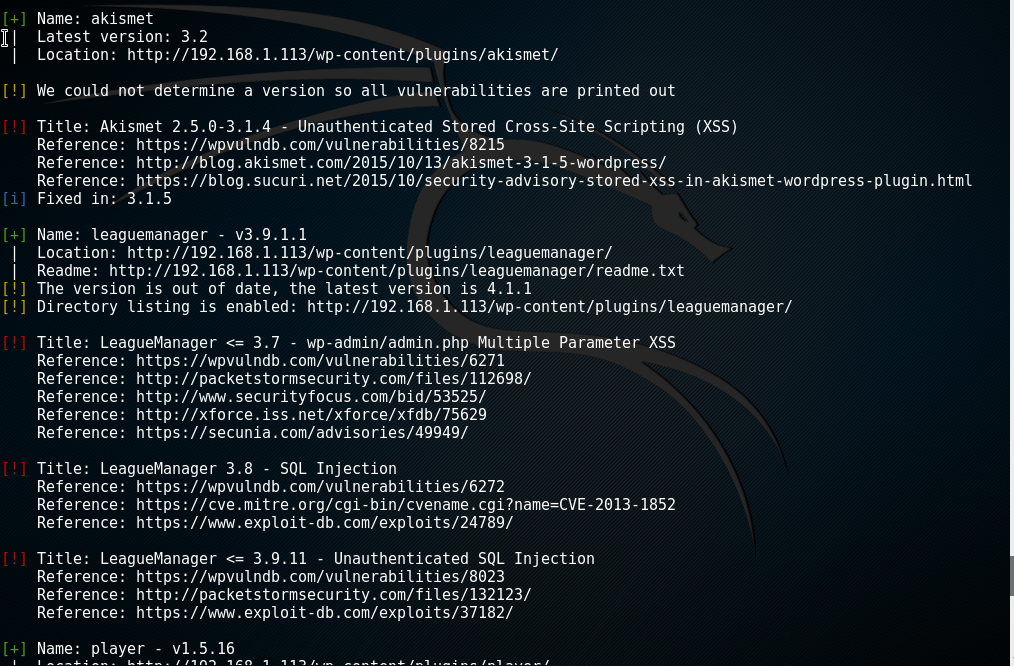 [+] Name: akismet
 |  Latest version: 3.2
 |  Location: http://192.168.1.113/wp-content/plugins/akismet/
[!] We could not determine a version so all vulnerabilities are printed out
[!] Title: Akismet 2.5.0-3.1.4 - Unauthenticated Stored Cross-Site Scripting (XSS)
    Reference: https://wpvulndb.com/vulnerabilities/8215
    Reference: http://blog.akismet.com/2015/10/13/akismet-3-1-5-wordpress/
    Reference: https://blog.sucuri.net/2015/10/security-advisory-stored-xss-in-akismet-wordpress-plugin.html
[i] Fixed in: 3.1.5
[+] Name: leaguemanager - v3.9.1.1
 |  Location: http://192.168.1.113/wp-content/plugins/leaguemanager/
 |  Readme: http://192.168.1.113/wp-content/plugins/leaguemanager/readme.txt
[!] The version is out of date, the latest version is 4.1.1
[!] Directory listing is enabled: http://192.168.1.113/wp-content/plugins/leaguemanager/
[!] Title: LeagueManager <= 3.7 - wp-admin/admin.php Multiple Parameter XSS
    Reference: https://wpvulndb.com/vulnerabilities/6271
    Reference: http://packetstormsecurity.com/files/112698/
    Reference: http://www.securityfocus.com/bid/53525/
    Reference: http://xforce.iss.net/xforce/xfdb/75629
    Reference: https://secunia.com/advisories/49949/
[!] Title: LeagueManager 3.8 - SQL Injection
    Reference: https://wpvulndb.com/vulnerabilities/6272
    Reference: https://cve.mitre.org/cgi-bin/cvename.cgi?name=CVE-2013-1852
    Reference: https://www.exploit-db.com/exploits/24789/
[!] Title: LeagueManager <= 3.9.11 - Unauthenticated SQL Injection
    Reference: https://wpvulndb.com/vulnerabilities/8023
    Reference: http://packetstormsecurity.com/files/132123/
    Reference: https://www.exploit-db.com/exploits/37182/
[+] Name: player - v1.5.16
 |  Location: http://192.168.1.113/wp-content/plugins/player/